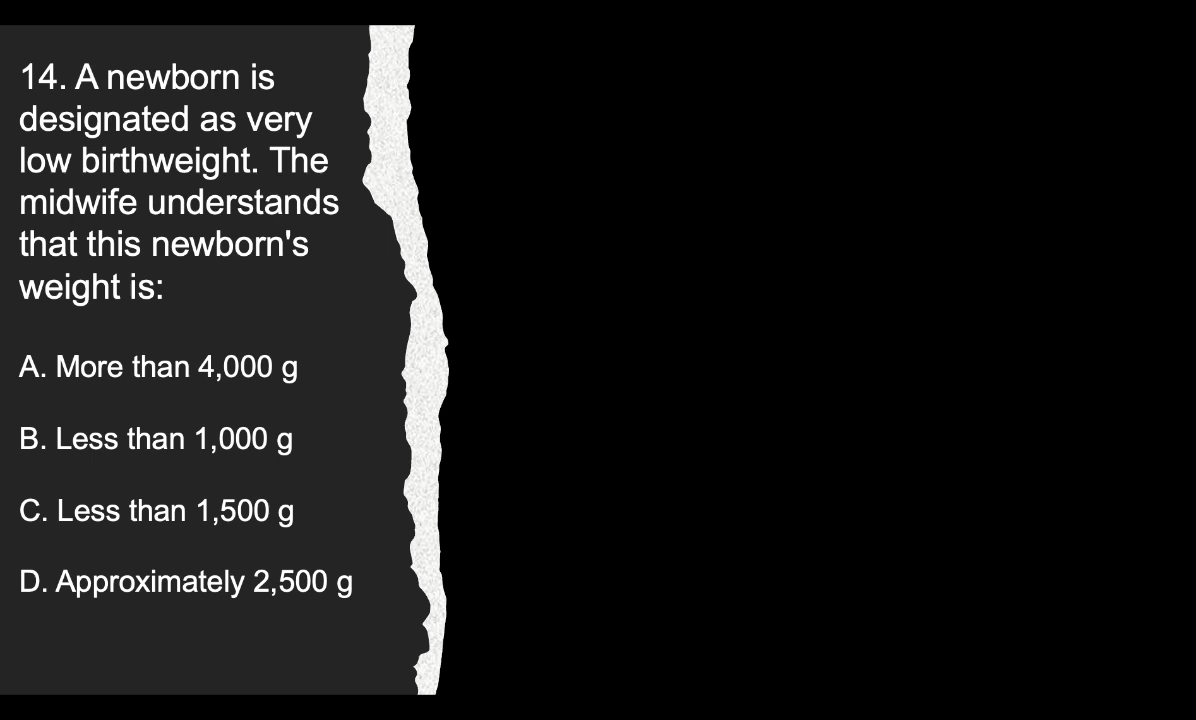 14. A newborn is
designated as very
low birthweight. The
midwife understands
that this newborn's
weight is:
A. More than 4,000 g
B. Less than 1,000 g
C. Less than 1,500 g
D. Approximately 2,500 g